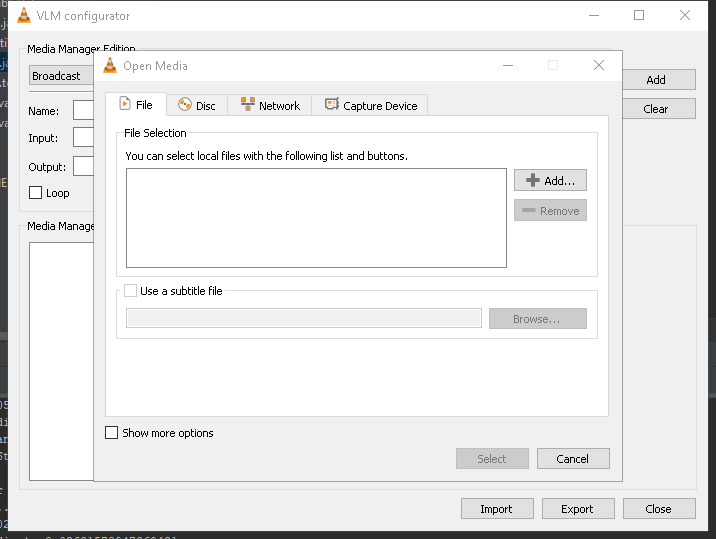 VLM configurator
Media Manager Edition
Open Media
Broadcast
Add
File
Disc
Network
Capture Device
Name:
Clear
File Selection
Input:
You can select local files with the following list and buttons.
Output:
Add...
Loop
Remove
Media Manage
Use a subtitle file
Browse...
Show more options
Select
Cancel
Import
Export
Close